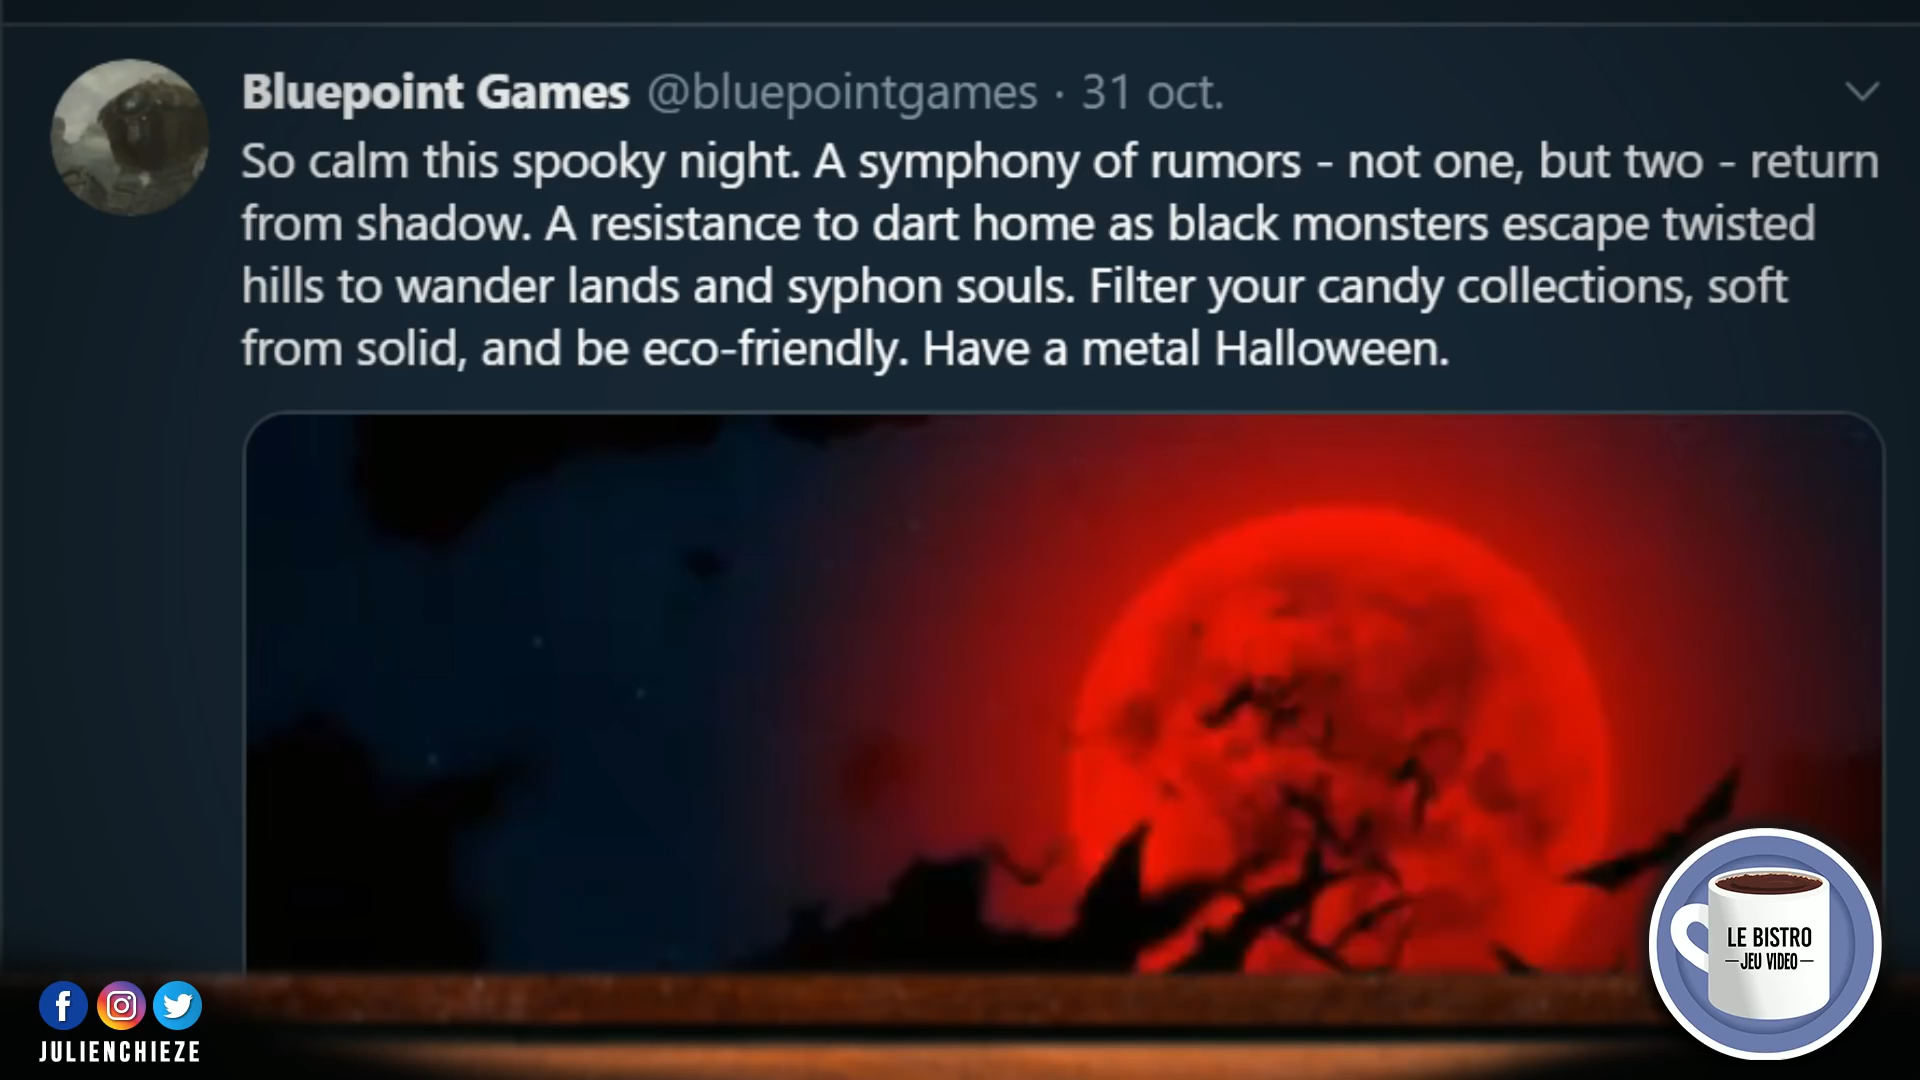 Bluepoint Games @bluepointgames · 31 oct.
So calm this spooky night. A symphony of rumors - not one, but two - return
from shadow. A resistance to dart home as black monsters escape twisted
hills to wander lands and syphon souls. Filter your candy collections, soft
from solid, and be eco-friendly. Have a metal Halloween.
LE BISTRO
JEU VIDEO
JULIENCHIEZE